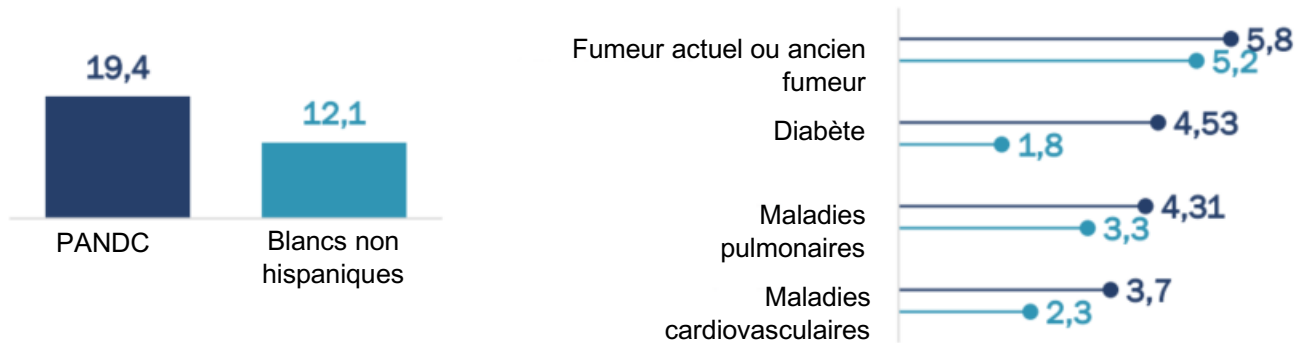 19,4
12,1
PANDC
Blancs non
hispaniques
Fumeur actuel ou ancien
fumeur
5,8
5,2
Diabète
4,53
1,8
Maladies
pulmonaires
4,31
3,3
Maladies
cardiovasculaires
3,7
2,3